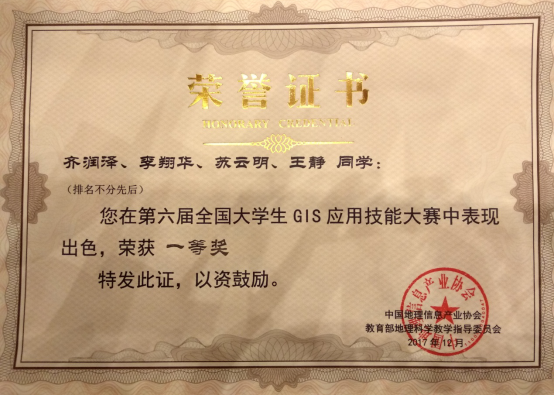 荣誉证书
HONORARY CREDENTIAL
齐润泽、李翔华、苏云明、王静 同学：
（排名不分先后）
您在第六届全国大学生 GIS 应用技能大赛中表现
出色，荣获 一等奖
特发此证，以资鼓励。
中国地理信息产业协会
教育部地理科学教学指导委员会
2017年12月